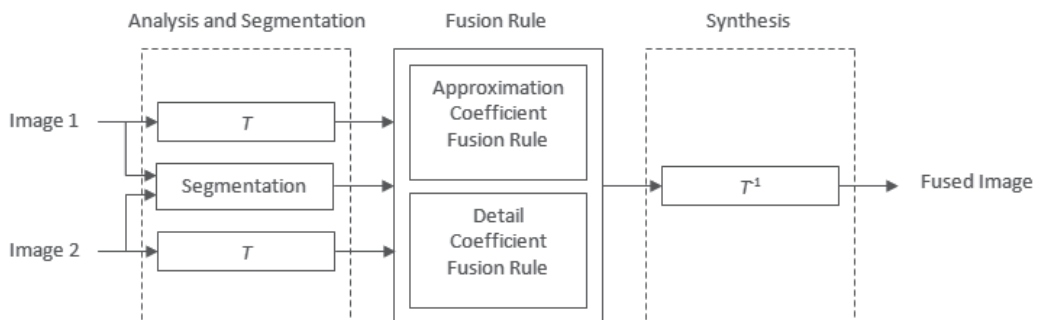 Analysis and Segmentation
Fusion Rule
Synthesis
Image 1
T
Approximation
Coefficient
Fusion Rule
Segmentation
T⁻¹
Fused Image
Image 2
T
Detail
Coefficient
Fusion Rule